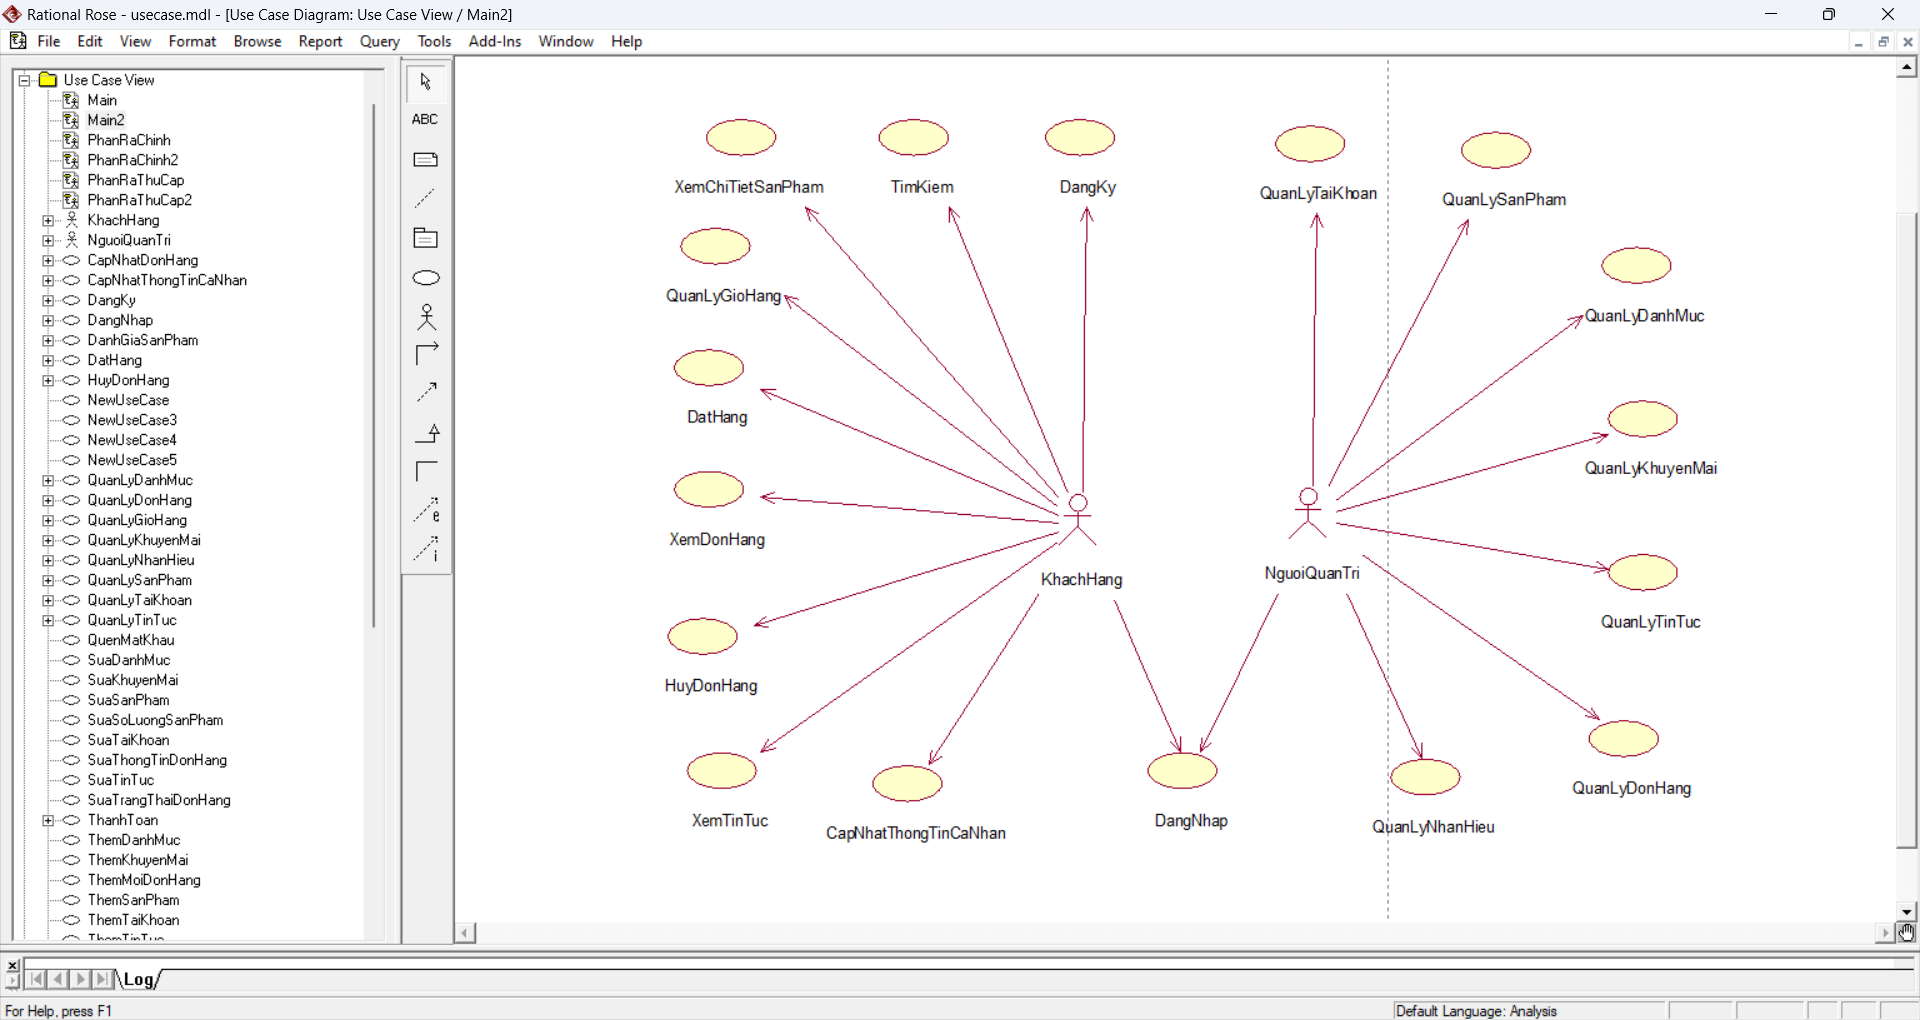 Rational Rose - usecase.mdl - [Use Case Diagram: Use Case View / Main2]
File Edit View Format Browse Report Query Tools Add-Ins Window Help
Use Case View
Main
Main2
PhanRaChinh
PhanRaChinh2
PhanRaThuCap
PhanRaThuCap2
KhachHang
NguoiQuanTri
CapNhatDonHang
CapNhatThongTinCaNhan
DangKy
DangNhap
DanhGiaSanPham
DatHang
HuyDonHang
NewUseCase
NewUseCase3
NewUseCase4
NewUseCase5
QuanLyDanhMuc
QuanLyDonHang
QuanLyGioHang
QuanLyKhuyenMai
QuanLyNhanHieu
QuanLySanPham
QuanLyTaiKhoan
QuanLyTinTuc
QuenMatKhau
SuaDanhMuc
SuaKhuyenMai
SuaSanPham
SuaSoLuongSanPham
SuaTaiKhoan
SuaThongTinDonHang
SuaTinTuc
SuaTrangThaiDonHang
ThanhToan
ThemDanhMuc
ThemKhuyenMai
ThemMoiDonHang
ThemSanPham
ThemTaiKhoan
ThemTinTuc
ABC
e
i
XemChiTietSanPham
TimKiem
DangKy
QuanLyTaiKhoan
QuanLySanPham
QuanLyGioHang
QuanLyDanhMuc
DatHang
QuanLyKhuyenMai
XemDonHang
KhachHang
NguoiQuanTri
QuanLyTinTuc
HuyDonHang
QuanLyDonHang
XemTinTuc
CapNhatThongTinCaNhan
DangNhap
QuanLyNhanHieu
Log
For Help, press F1
Default Language: Analysis